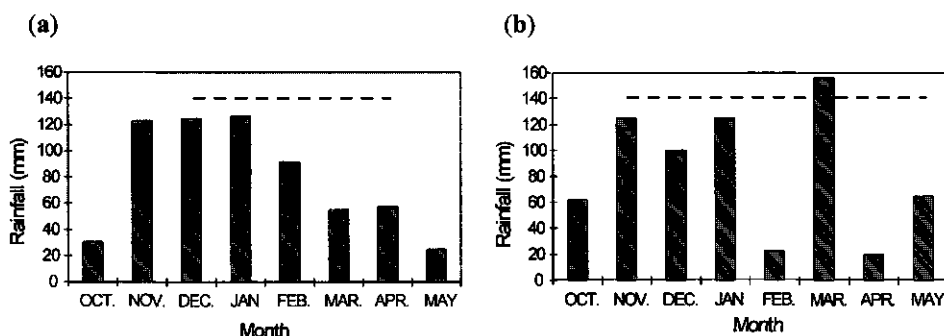 (a)
160
140
120
100
80
60
40
20
0
Rainfall (mm)
OCT. NOV. DEC. JAN FEB. MAR. APR. MAY
Month
(b)
160
140
120
100
80
60
40
20
0
Rainfall (mm)
OCT. NOV. DEC. JAN FEB. MAR. APR. MAY
Month